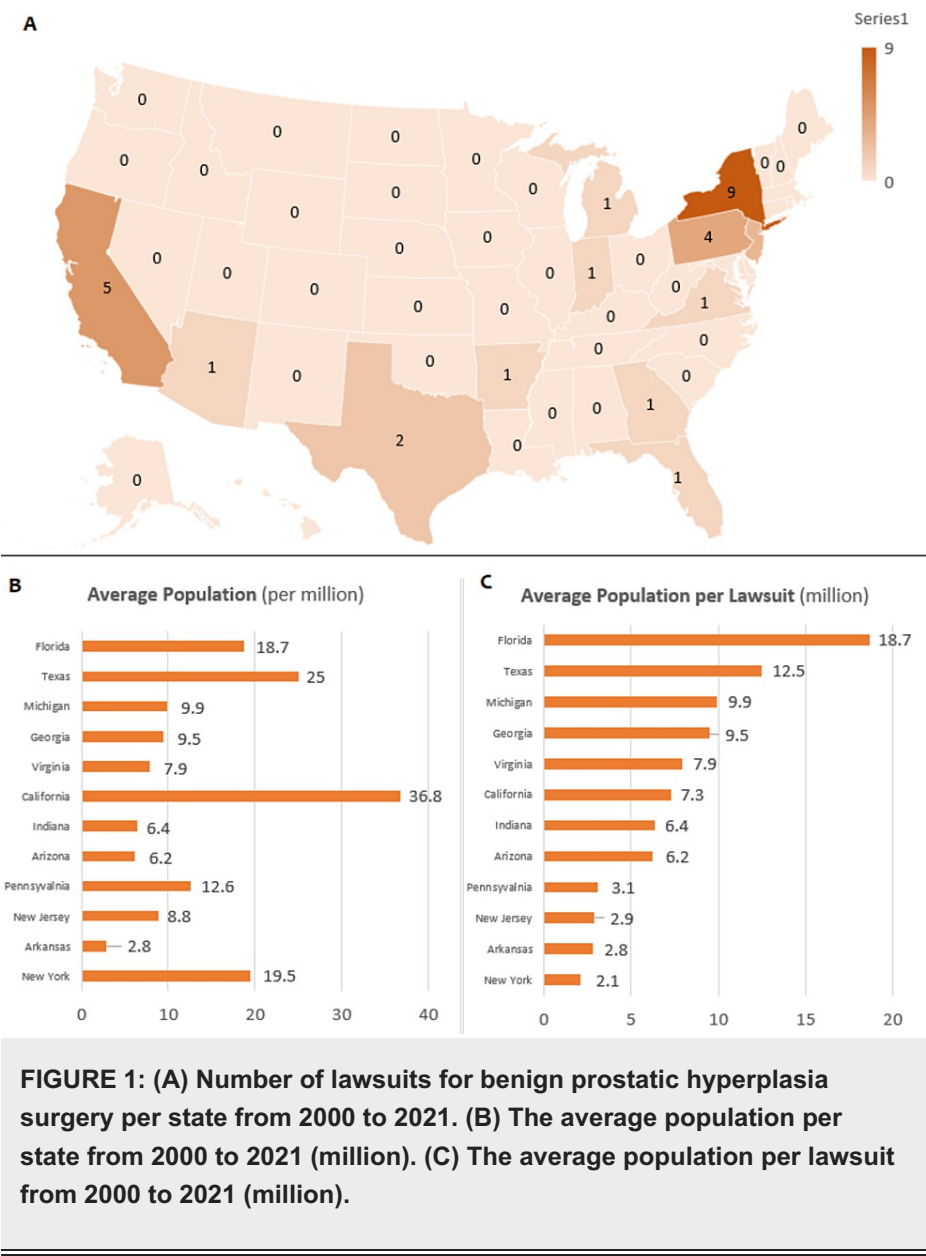 A
Series1
9
0
0
0
0
0
0
0
0
0
0
0
0
1
9
0
0
0
4
5
0
0
0
0
0
0
0
1
0
0
1
0
0
0
0
1
0
0
1
0
0
0
1
0
2
0
0
1
B
Average Population (per million)
Florida 18.7
Texas 25
Michigan 9.9
Georgia 9.5
Virginia 7.9
California 36.8
Indiana 6.4
Arizona 6.2
Pennsyvalnia 12.6
New Jersey 8.8
Arkansas 2.8
New York 19.5
0 10 20 30 40
C
Average Population per Lawsuit (million)
Florida 18.7
Texas 12.5
Michigan 9.9
Georgia 9.5
Virginia 7.9
California 7.3
Indiana 6.4
Arizona 6.2
Pennsyvalnia 3.1
New Jersey 2.9
Arkansas 2.8
New York 2.1
0 5 10 15 20
FIGURE 1: (A) Number of lawsuits for benign prostatic hyperplasia
surgery per state from 2000 to 2021. (B) The average population per
state from 2000 to 2021 (million). (C) The average population per lawsuit
from 2000 to 2021 (million).